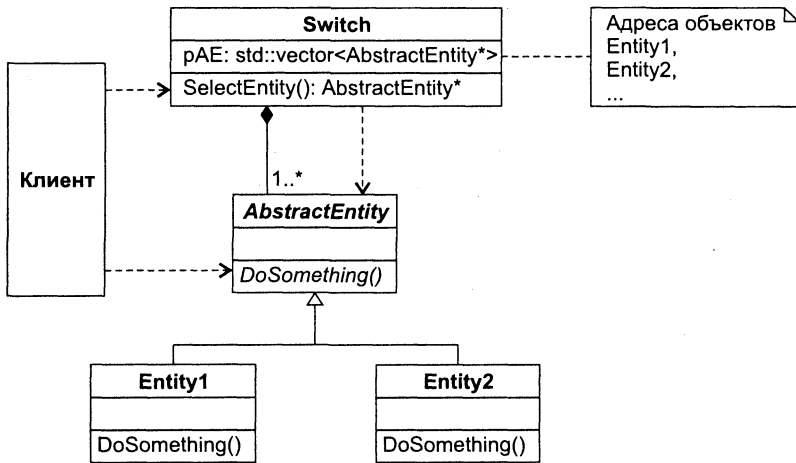 Switch
pAE: std::vector<AbstractEntity*>
SelectEntity(): AbstractEntity*
Адреса объектов
Entity1,
Entity2,
...
Клиент
1..*
AbstractEntity
DoSomething()
Entity1
DoSomething()
Entity2
DoSomething()